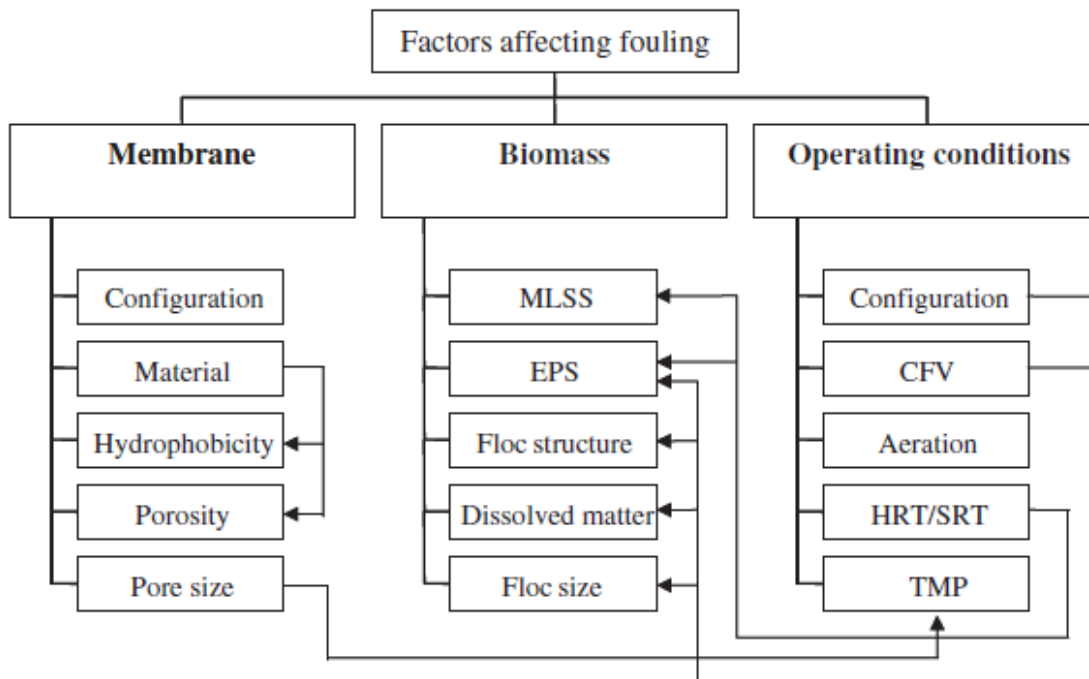 Factors affecting fouling
Membrane
Biomass
Operating conditions
Configuration
Material
Hydrophobicity
Porosity
Pore size
MLSS
EPS
Floc structure
Dissolved matter
Floc size
Configuration
CFV
Aeration
HRT/SRT
TMP